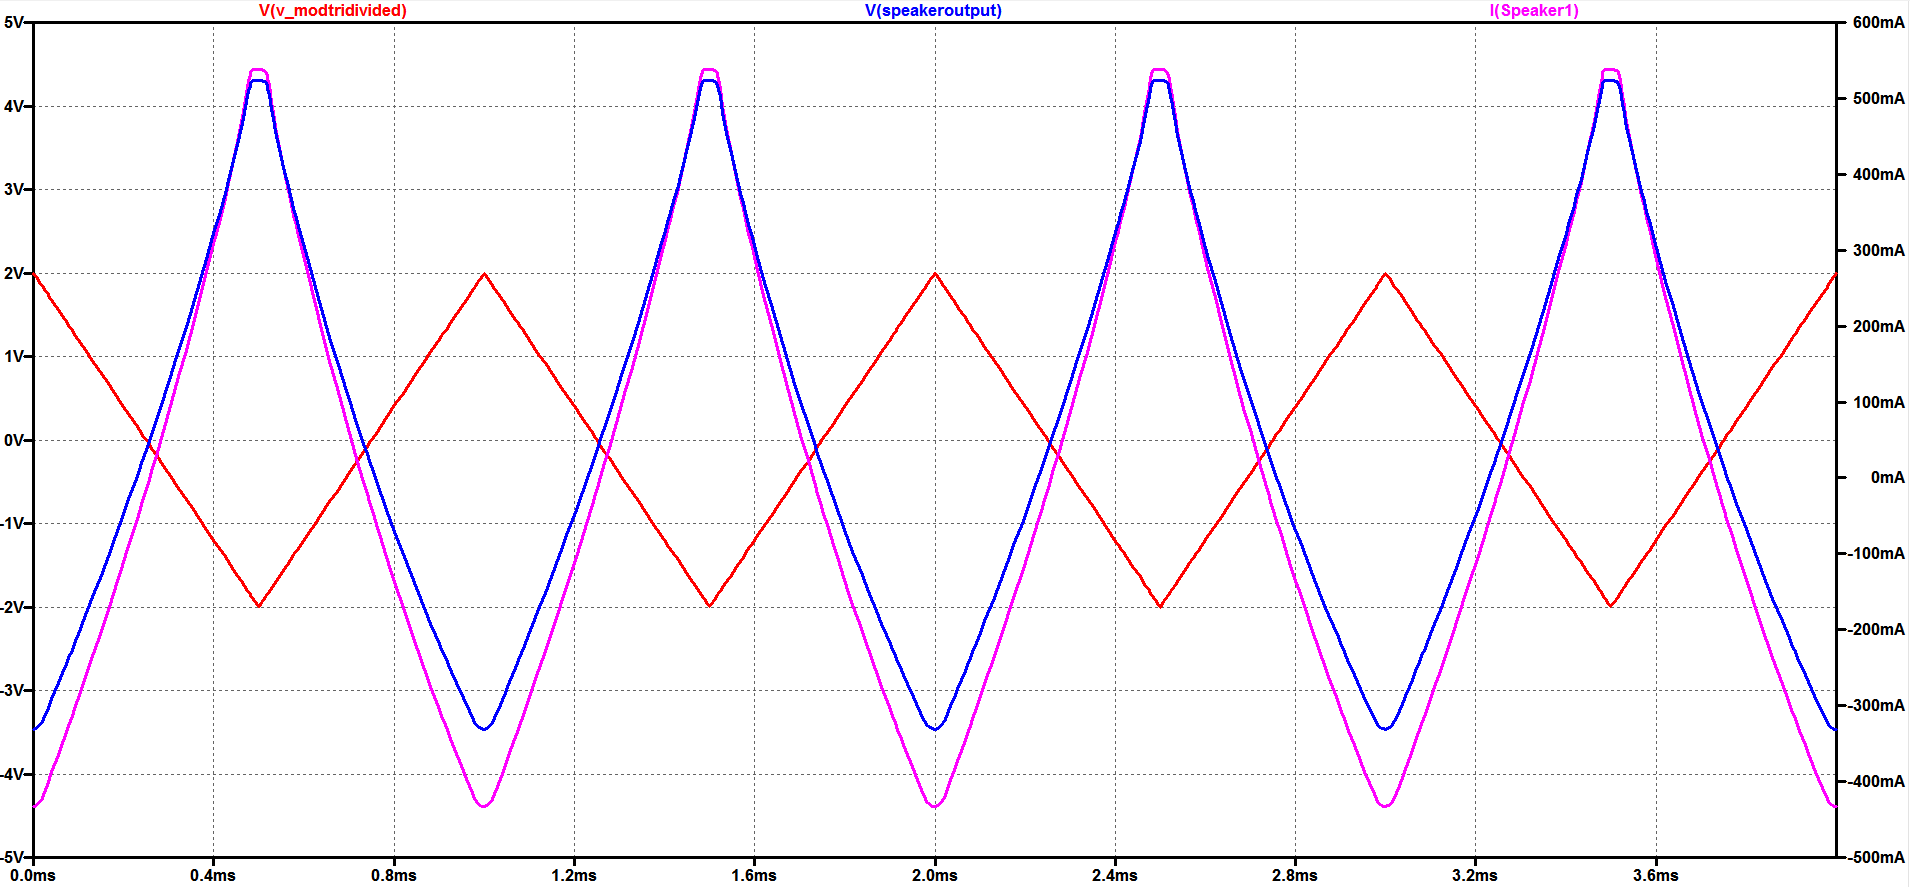 V(v_modtridivided) V(speakeroutput) I(Speaker1)
5V 600mA
4V 500mA
3V 400mA
2V 300mA
1V 200mA
0V 100mA
-1V 0mA
-2V -100mA
-3V -200mA
-4V -300mA
-5V -400mA
-500mA
0.0ms 0.4ms 0.8ms 1.2ms 1.6ms 2.0ms 2.4ms 2.8ms 3.2ms 3.6ms